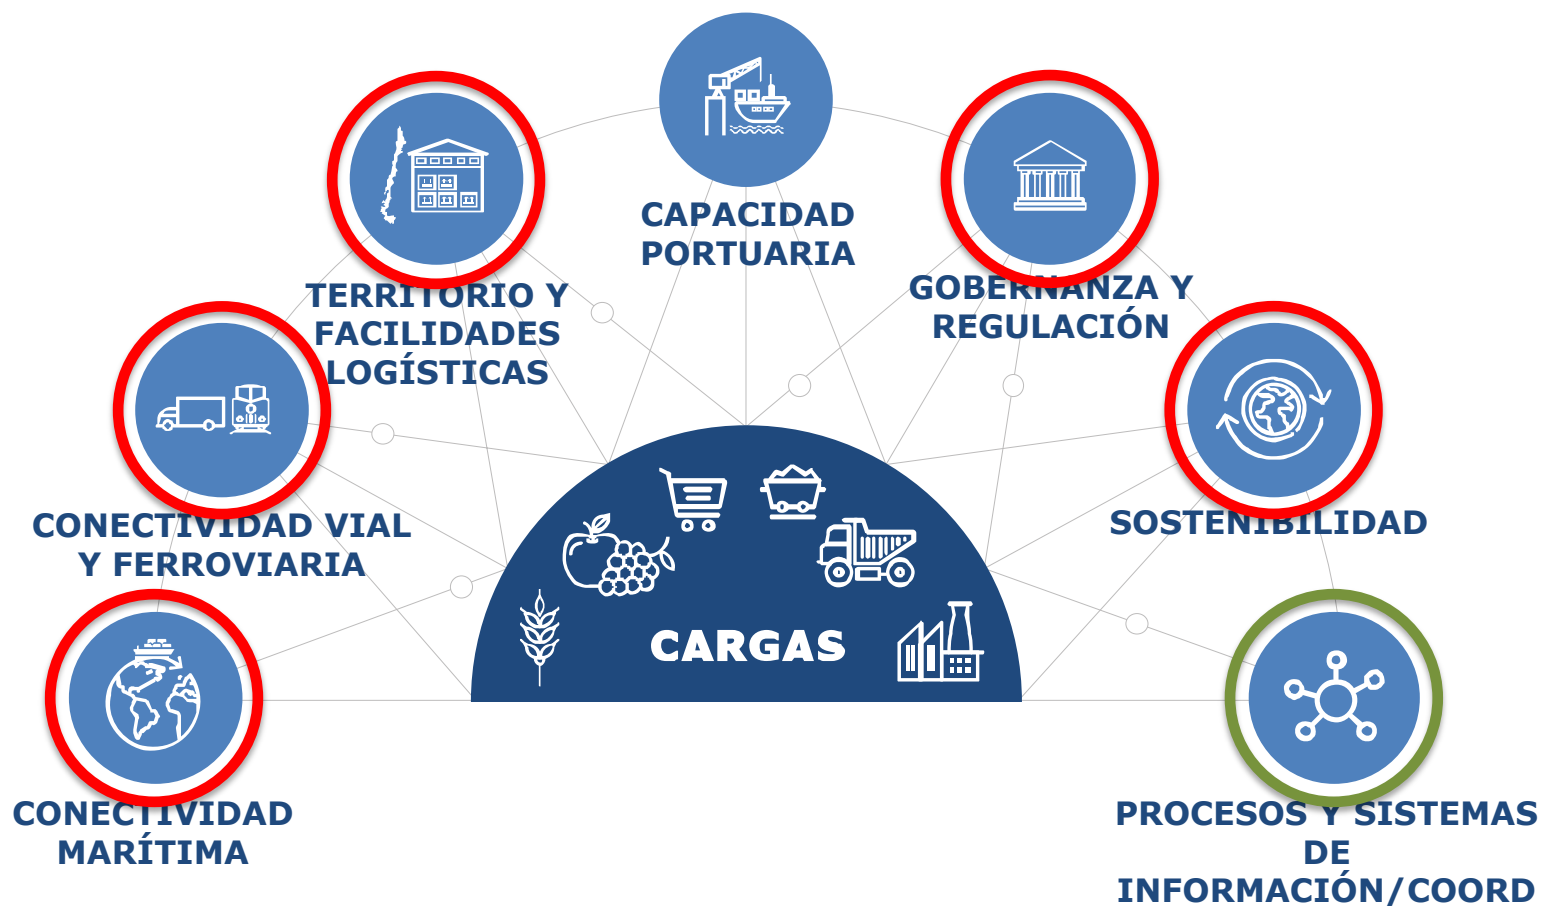 CAPACIDAD
PORTUARIA
TERRITORIO Y
FACILIDADES
LOGÍSTICAS
GOBERNANZA Y
REGULACIÓN
CONECTIVIDAD VIAL
Y FERROVIARIA
SOSTENIBILIDAD
CARGAS
CONECTIVIDAD
MARÍTIMA
PROCESOS Y SISTEMAS
DE
INFORMACIÓN/COORD